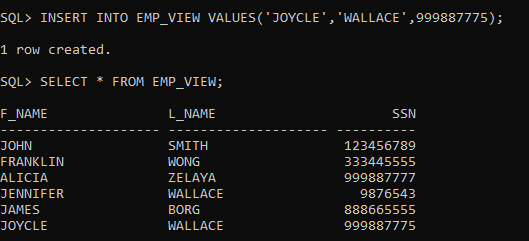 SQL> INSERT INTO EMP_VIEW VALUES('JOYCLE','WALLACE',999887775);
1 row created.
SQL> SELECT * FROM EMP_VIEW;
F_NAME               L_NAME                      SSN
-------------------- -------------------- ----------
JOHN                 SMITH                 123456789
FRANKLIN             WONG                  333445555
ALICIA               ZELAYA                999887777
JENNIFER             WALLACE                 9876543
JAMES                BORG                  888665555
JOYCLE               WALLACE               999887775